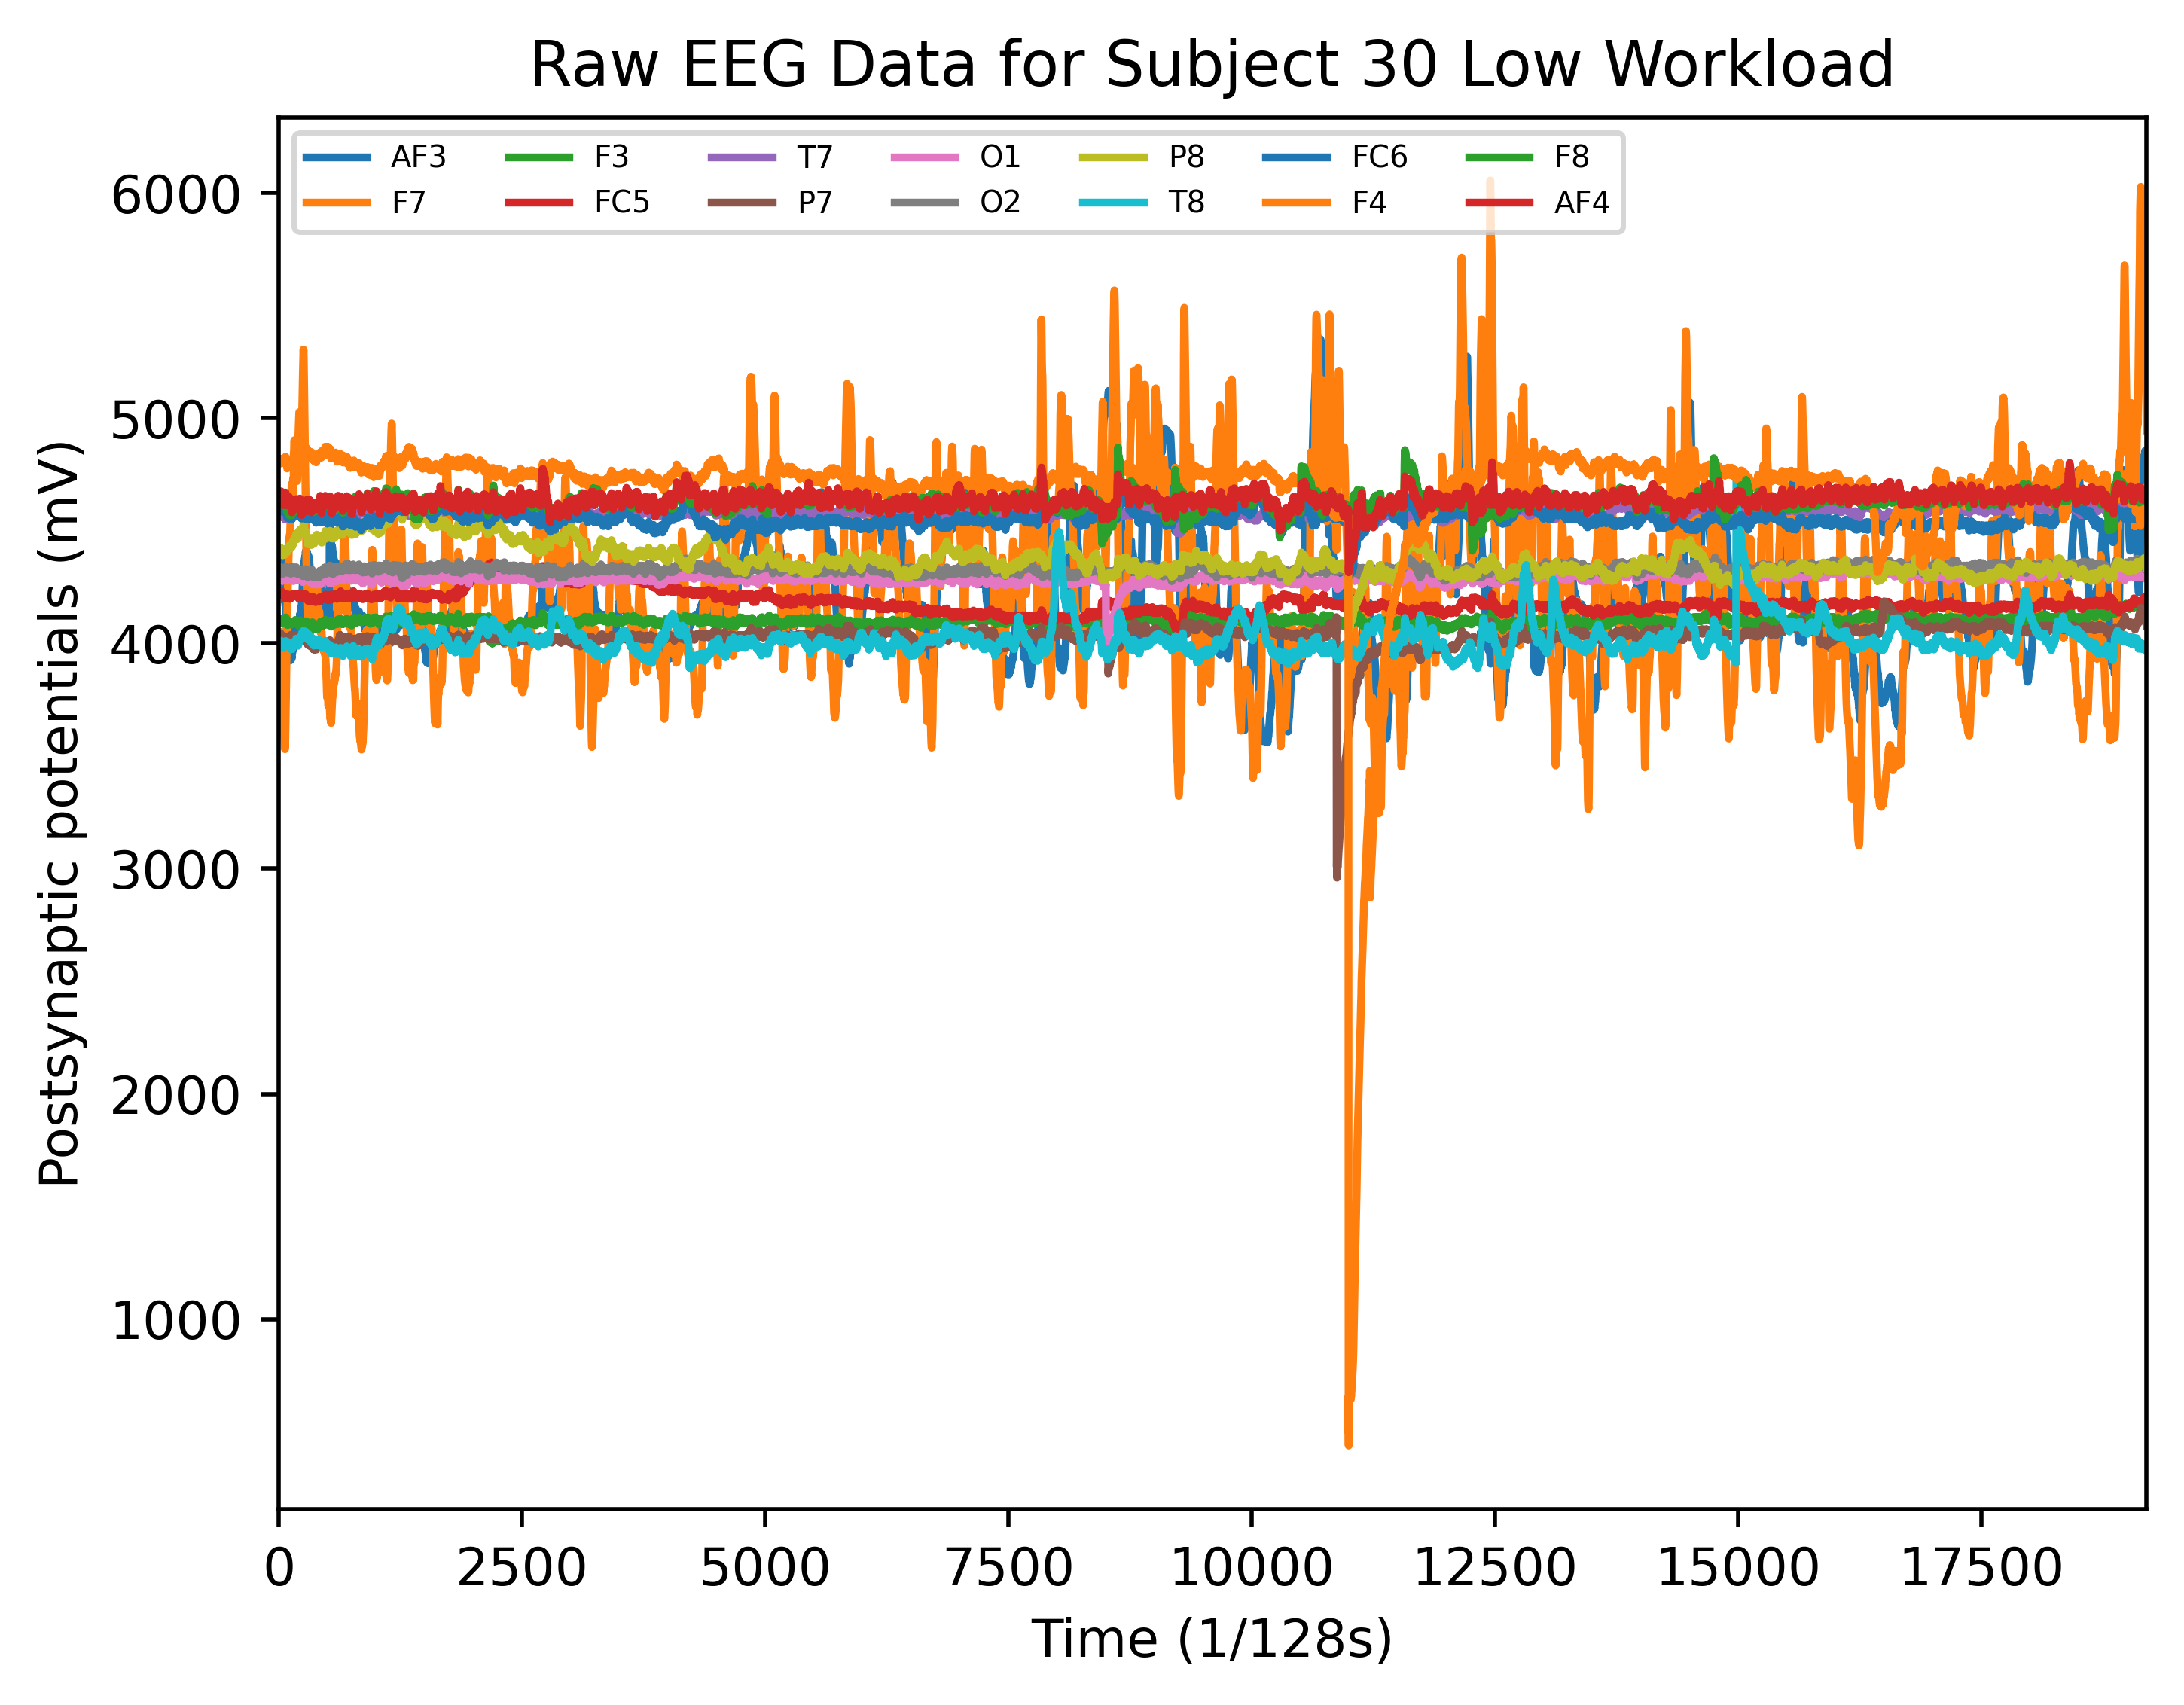 Raw EEG Data for Subject 30 Low Workload
AF3 F3 T7 O1 P8 FC6 F8
F7 FC5 P7 O2 T8 F4 AF4
6000
5000
4000
3000
2000
1000
Postsynaptic potentials (mV)
0 2500 5000 7500 10000 12500 15000 17500
Time (1/128s)